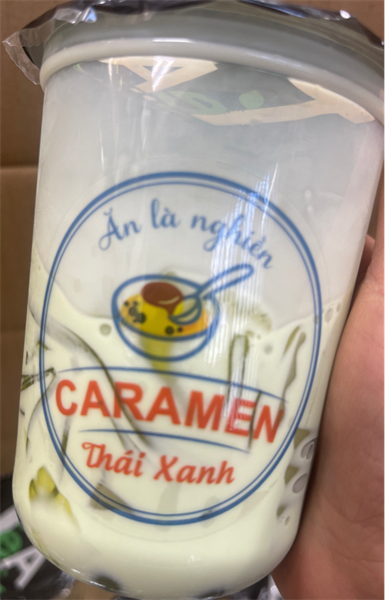 Ăn là nghiền
CARAMEN
Thái Xanh